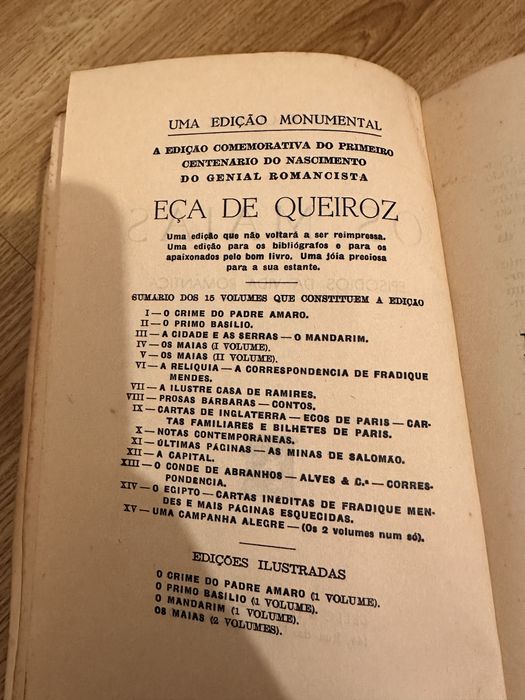 UMA EDIÇÃO MONUMENTAL
A EDIÇÃO COMEMORATIVA DO PRIMEIRO
CENTENARIO DO NASCIMENTO
DO GENIAL ROMANCISTA
EÇA DE QUEIROZ
Uma edição que não voltará a ser reimpressa.
Uma edição para os bibliógrafos e para os
apaixonados pelo bom livro. Uma jóia preciosa
para a sua estante.
SUMARIO DOS 15 VOLUMES QUE CONSTITUEM A EDIÇÃO
I — O CRIME DO PADRE AMARO.
II — O PRIMO BASILIO.
III — A CIDADE E AS SERRAS — O MANDARIM.
IV — OS MAIAS (I VOLUME).
V — OS MAIAS (II VOLUME).
VI — A RELIQUIA — A CORRESPONDÊNCIA DE FRADIQUE
MENDES.
VII — A ILUSTRE CASA DE RAMIRES.
VIII — PROSAS BÁRBARAS — CONTOS.
IX — CARTAS DE INGLATERRA — ECOS DE PARIS — CAR-
TAS FAMILIARES E BILHETES DE PARIS.
X — NOTAS CONTEMPORÂNEAS.
XI — ÚLTIMAS PÁGINAS — AS MINAS DE SALOMÃO.
XII — A CAPITAL.
XIII — O CONDE DE ABRANHOS — ALVES & C.ª — CORRES-
PONDENCIA.
XIV — O EGIPTO — CARTAS INÉDITAS DE FRADIQUE MEN-
DES E MAIS PÁGINAS ESQUECIDAS.
XV — UMA CAMPANHA ALEGRE — (Os 2 volumes num só).
EDIÇÕES ILUSTRADAS
O CRIME DO PADRE AMARO (1 VOLUME).
O PRIMO BASILIO (1 VOLUME).
O MANDARIM (1 VOLUME).
OS MAIAS (2 VOLUMES).